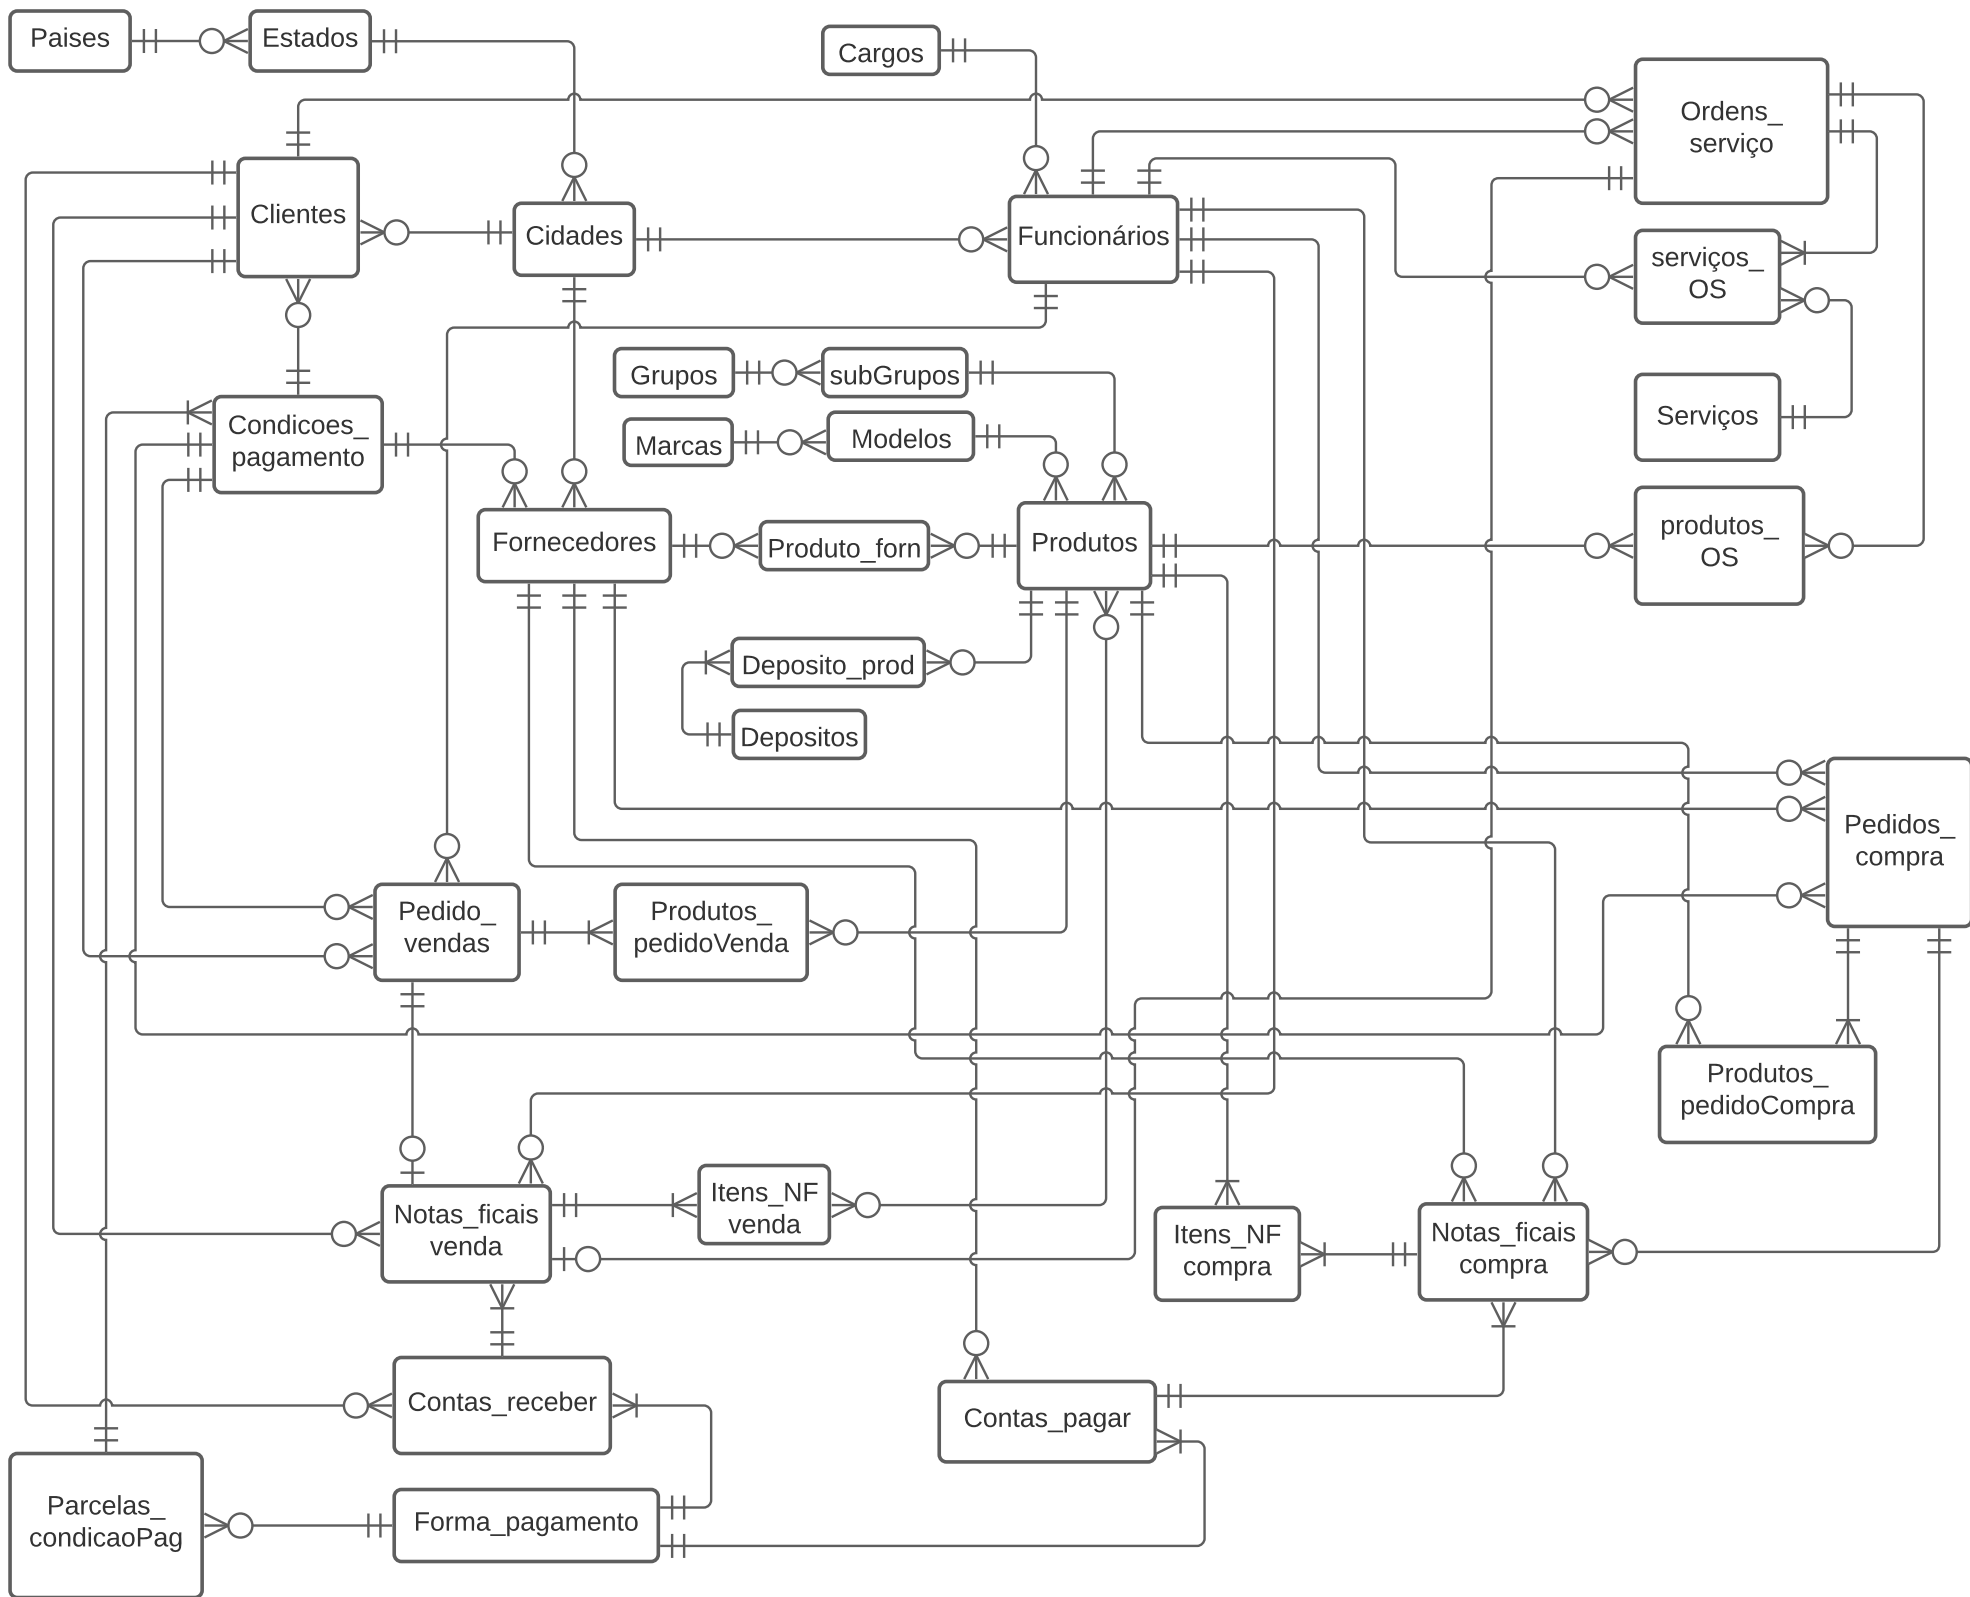 Paises
Estados
Cargos
Ordens_
serviço
Clientes
Cidades
Funcionários
serviços_
OS
Grupos
subGrupos
Marcas
Modelos
Serviços
Condicoes_
pagamento
Fornecedores
Produto_forn
Produtos
produtos_
OS
Deposito_prod
Depositos
Pedidos_
compra
Pedido_
vendas
Produtos_
pedidoVenda
Produtos_
pedidoCompra
Notas_ficais
venda
Itens_NF
venda
Itens_NF
compra
Notas_ficais
compra
Contas_receber
Contas_pagar
Parcelas_
condicaoPag
Forma_pagamento